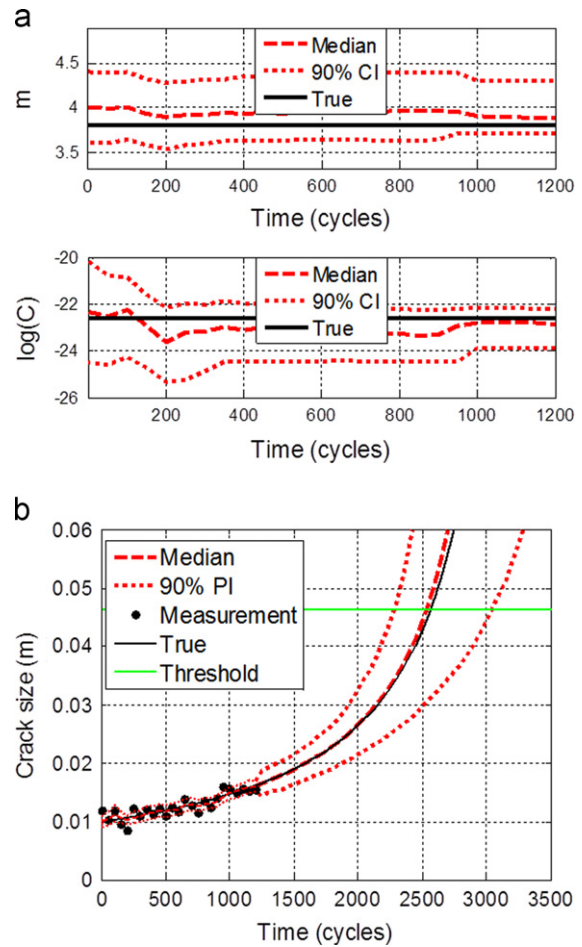 a
m
4.5
4
3.5
Median
90% CI
True
0 200 400 600 800 1000 1200
Time (cycles)
log(C)
-20
-22
-24
-26
Median
90% CI
True
0 200 400 600 800 1000 1200
Time (cycles)
b
Crack size (m)
0.06
0.05
0.04
0.03
0.02
0.01
0
Median
90% PI
Measurement
True
Threshold
0 500 1000 1500 2000 2500 3000 3500
Time (cycles)